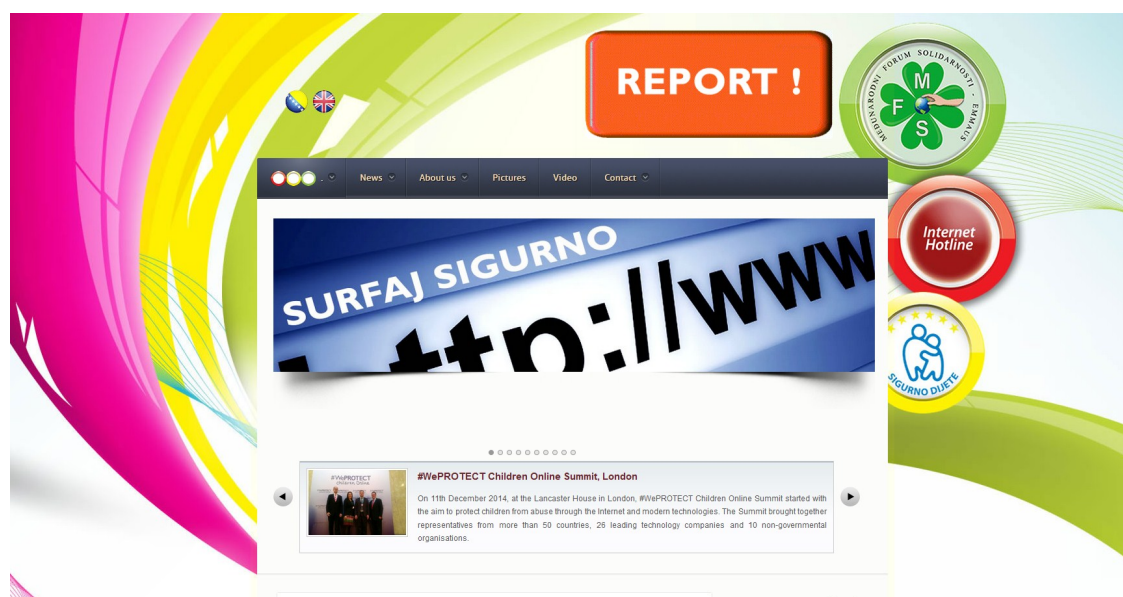 REPORT !
MEĐUNARODNI FORUM SOLIDARNOSTI - EMMAUS
M
F
S
News
About us
Pictures
Video
Contact
Internet
Hotline
SURFAJ SIGURNO
http://www
SIGURNO DIJETE
#WePROTECT
Children, Online
#WePROTECT Children Online Summit, London
On 11th December 2014, at the Lancaster House in London, #WePROTECT Children Online Summit started with
the aim to protect children from abuse through the Internet and modern technologies. The Summit brought together
representatives from more than 50 countries, 26 leading technology companies and 10 non-governmental
organisations.